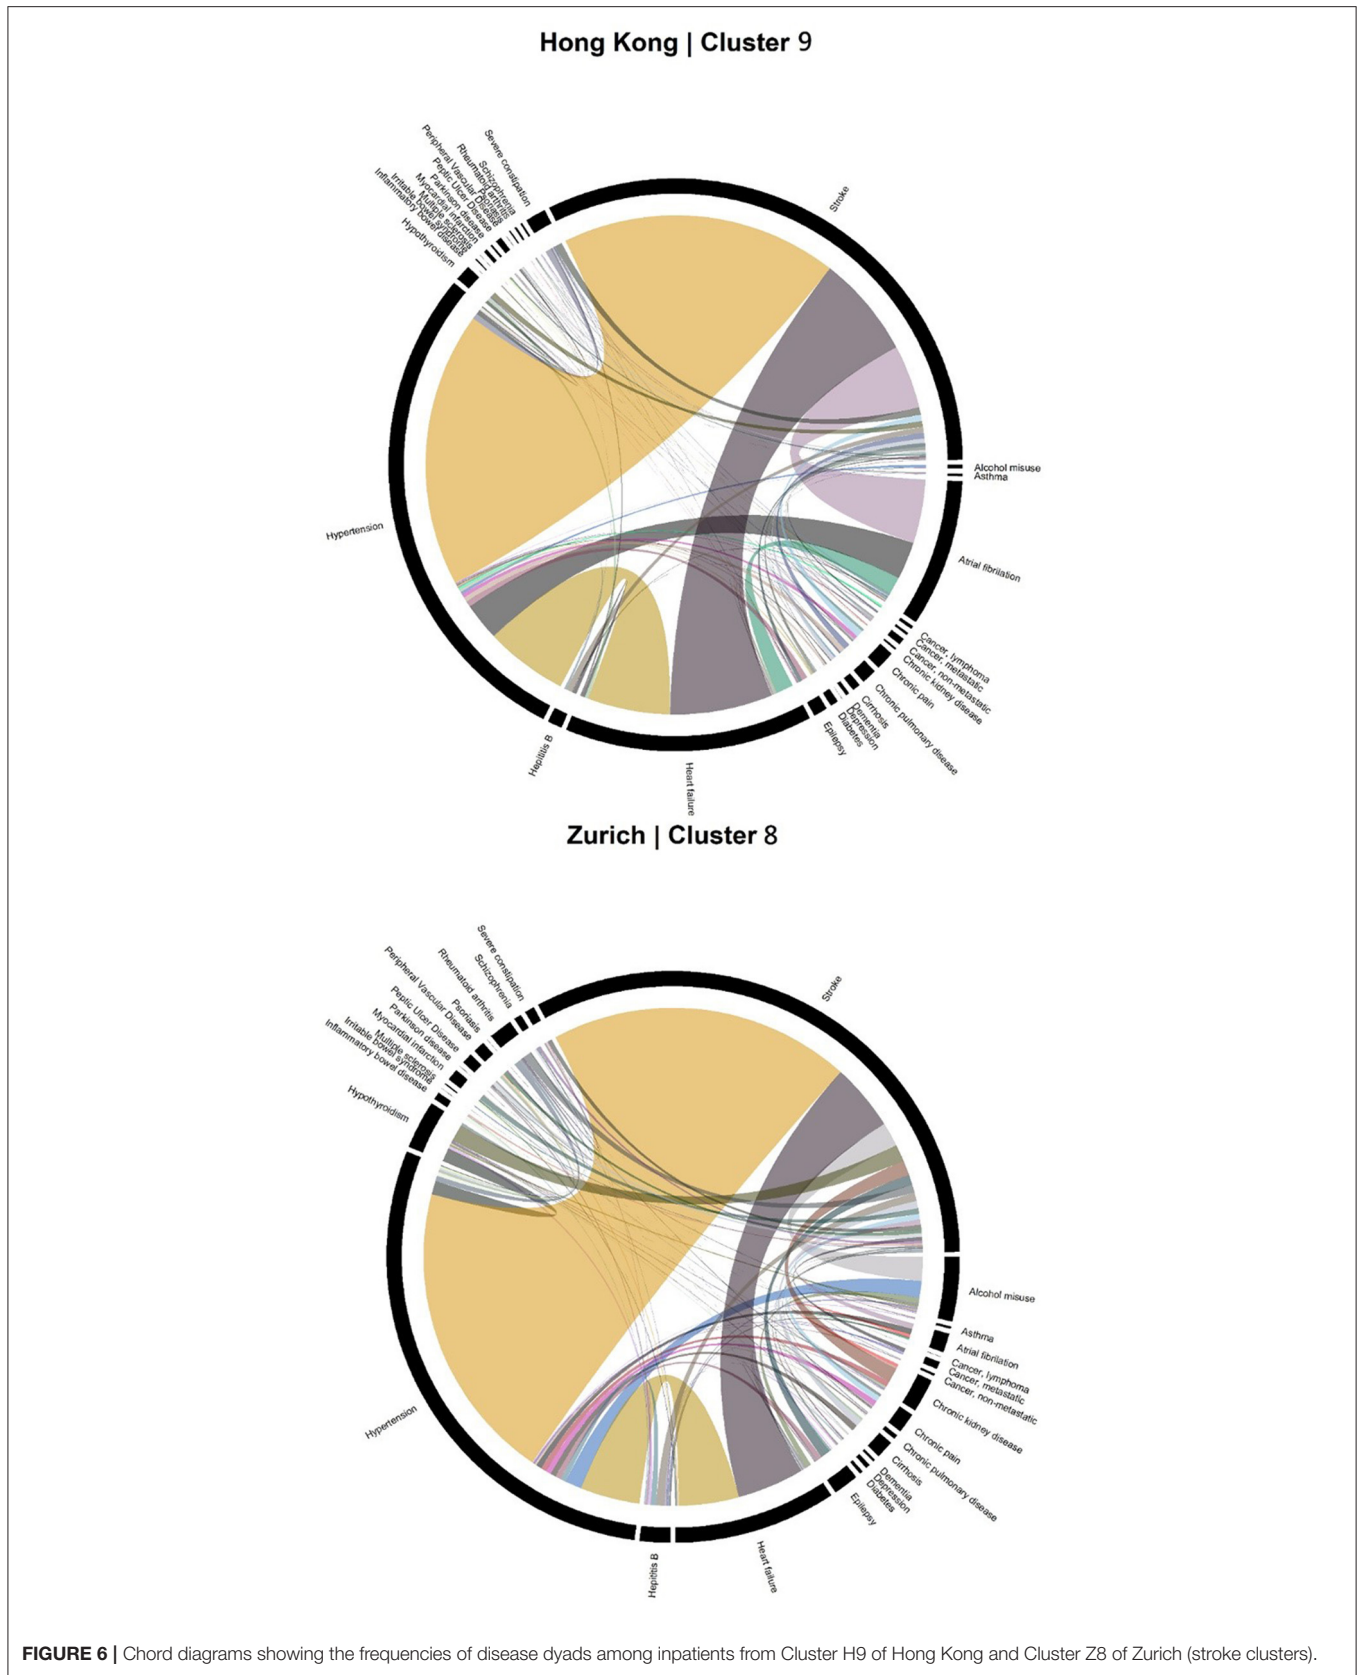 Hong Kong | Cluster 9
Severe constipation
Schizophrenia
Rheumatoid arthritis
Psoriasis
Peripheral Vascular Disease
Peptic Ulcer Disease
Parkinson disease
Myocardial infarction
Multiple sclerosis
Irritable bowel syndrome
Inflammatory bowel disease
Hypothyroidism
Stroke
Alcohol misuse
Asthma
Atrial fibrilation
Hypertension
Cancer, lymphoma
Cancer, metastatic
Cancer, non-metastatic
Chronic kidney disease
Chronic pain
Chronic pulmonary disease
Cirrhosis
Dementia
Depression
Diabetes
Epilepsy
Hepititis B
Heart failure
Zurich | Cluster 8
Severe constipation
Schizophrenia
Rheumatoid arthritis
Psoriasis
Peripheral Vascular Disease
Peptic Ulcer Disease
Parkinson disease
Myocardial infarction
Multiple sclerosis
Irritable bowel syndrome
Inflammatory bowel disease
Hypothyroidism
Stroke
Alcohol misuse
Asthma
Atrial fibrilation
Cancer, lymphoma
Cancer, metastatic
Cancer, non-metastatic
Hypertension
Chronic kidney disease
Chronic pain
Chronic pulmonary disease
Cirrhosis
Dementia
Depression
Diabetes
Epilepsy
Hepititis B
Heart failure
FIGURE 6 | Chord diagrams showing the frequencies of disease dyads among inpatients from Cluster H9 of Hong Kong and Cluster Z8 of Zurich (stroke clusters).